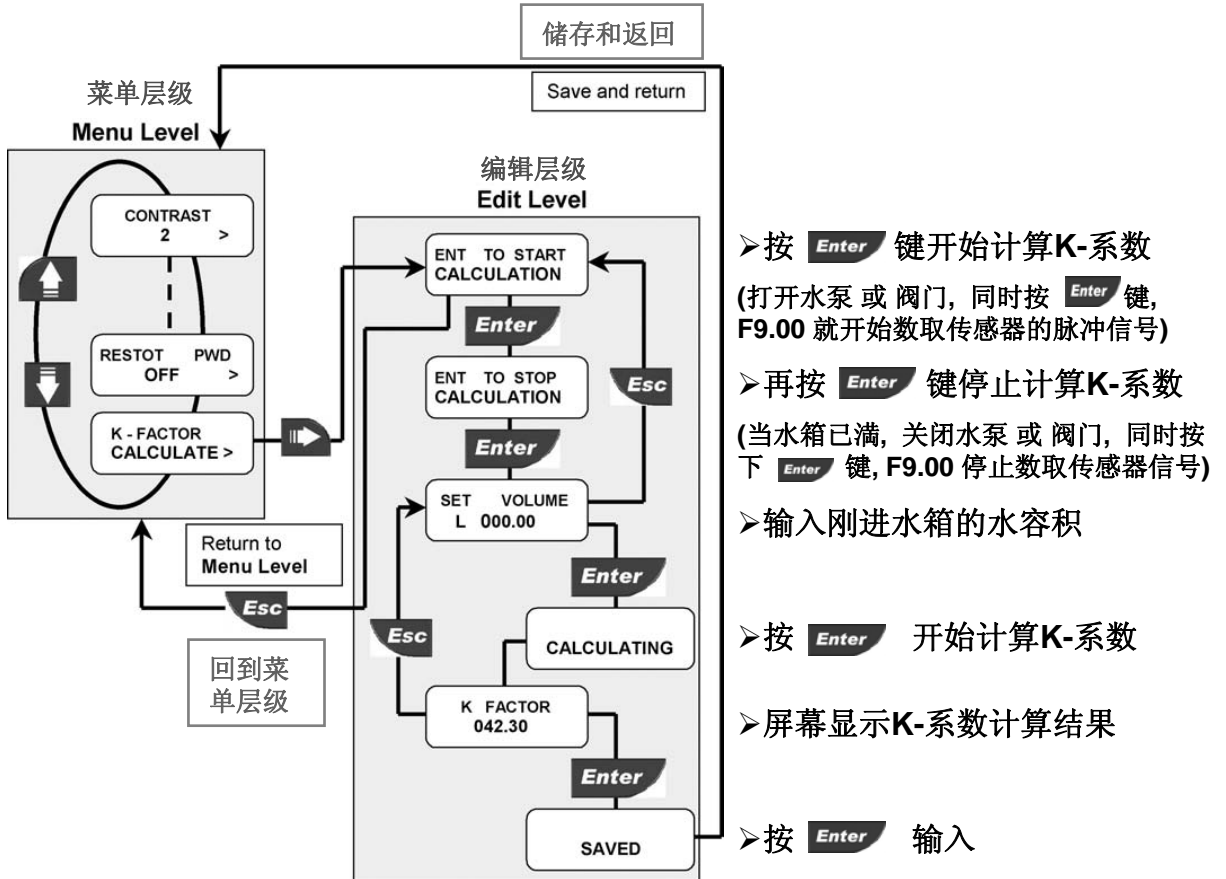 储存和返回
Save and return
菜单层级
Menu Level
CONTRAST
2 >
RESTOT PWD
OFF >
K - FACTOR
CALCULATE >
编辑层级
Edit Level
ENT TO START
CALCULATION
Enter
ENT TO STOP
CALCULATION
Esc
Enter
SET VOLUME
L 000.00
Enter
Return to
Menu Level
Esc
回到菜
单层级
Esc
CALCULATING
K FACTOR
042.30
Enter
SAVED
➢按 Enter 键开始计算K-系数
(打开水泵 或 阀门, 同时按 Enter 键,
F9.00 就开始数取传感器的脉冲信号)
➢再按 Enter 键停止计算K-系数
(当水箱已满, 关闭水泵 或 阀门, 同时按
下 Enter 键, F9.00 停止数取传感器信号)
➢输入刚进水箱的水容积
➢按 Enter 开始计算K-系数
➢屏幕显示K-系数计算结果
➢按 Enter 输入